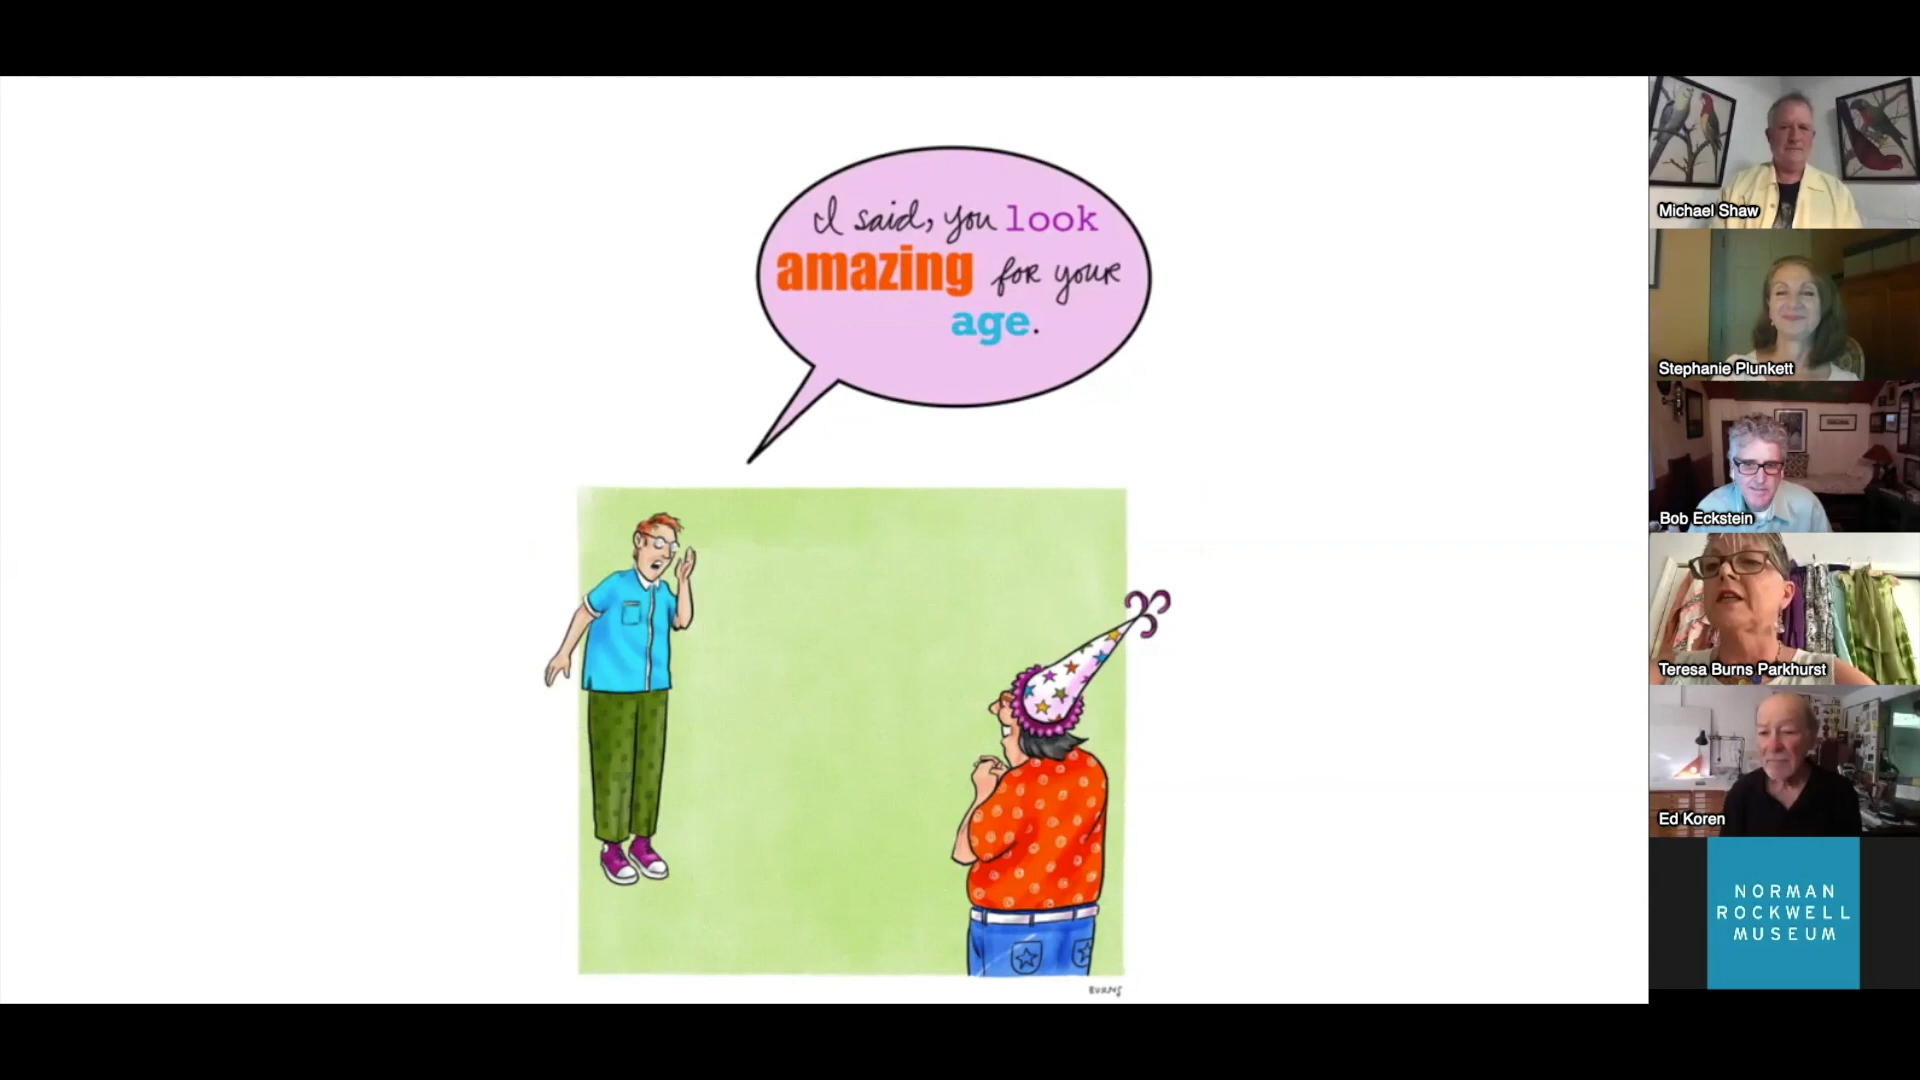 I said, you look
amazing for your
age.
BURNS
Michael Shaw
Stephanie Plunkett
Bob Eckstein
Teresa Burns Parkhurst
Ed Koren
NORMAN
ROCKWELL
MUSEUM